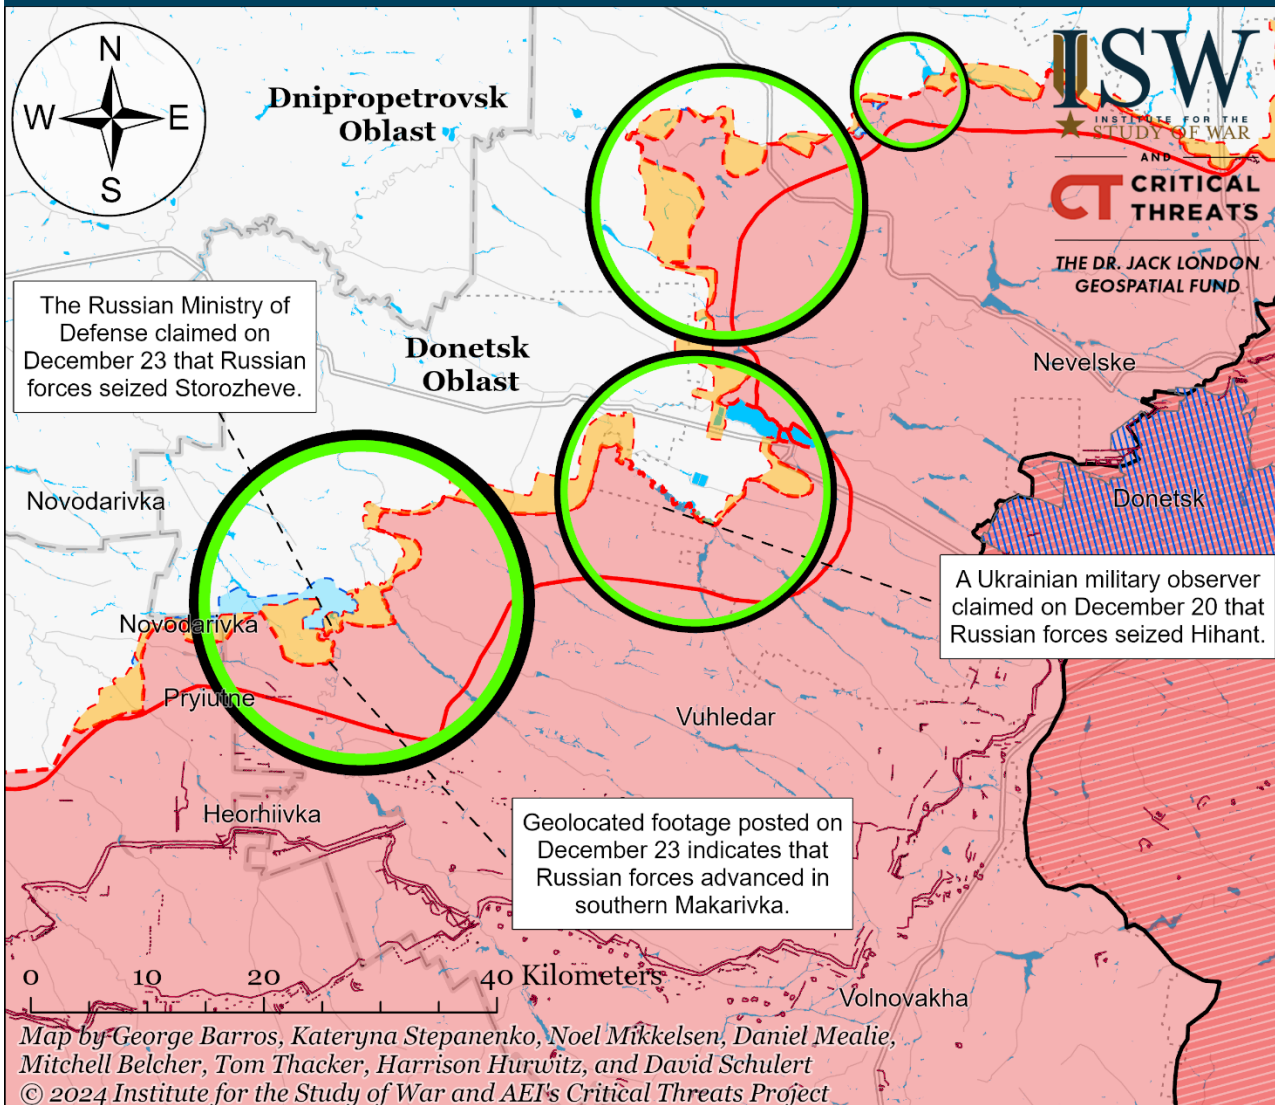 N
W
E
S
Dnipropetrovsk
Oblast
ISW
INSTITUTE FOR THE
STUDY OF WAR
AND
CT CRITICAL
THREATS
THE DR. JACK LONDON
GEOSPATIAL FUND
The Russian Ministry of
Defense claimed on
December 23 that Russian
forces seized Storozheve.
Donetsk
Oblast
Nevelske
Novodarivka
Donetsk
A Ukrainian military observer
claimed on December 20 that
Russian forces seized Hihant.
Novodarivka
Pryiutne
Vuhledar
Heorhiivka
Geolocated footage posted on
December 23 indicates that
Russian forces advanced in
southern Makarivka.
0 10 20 40 Kilometers
Volnovakha
Map by George Barros, Kateryna Stepanenko, Noel Mikkelsen, Daniel Mealie,
Mitchell Belcher, Tom Thacker, Harrison Hurwitz, and David Schulert
© 2024 Institute for the Study of War and AEI's Critical Threats Project